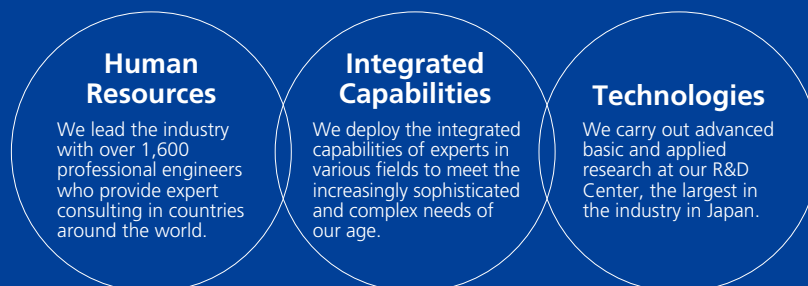 Human
Resources
We lead the industry
with over 1,600
professional engineers
who provide expert
consulting in countries
around the world.
Integrated
Capabilities
We deploy the integrated
capabilities of experts in
various fields to meet the
increasingly sophisticated
and complex needs of
our age.
Technologies
We carry out advanced
basic and applied
research at our R&D
Center, the largest in
the industry in Japan.